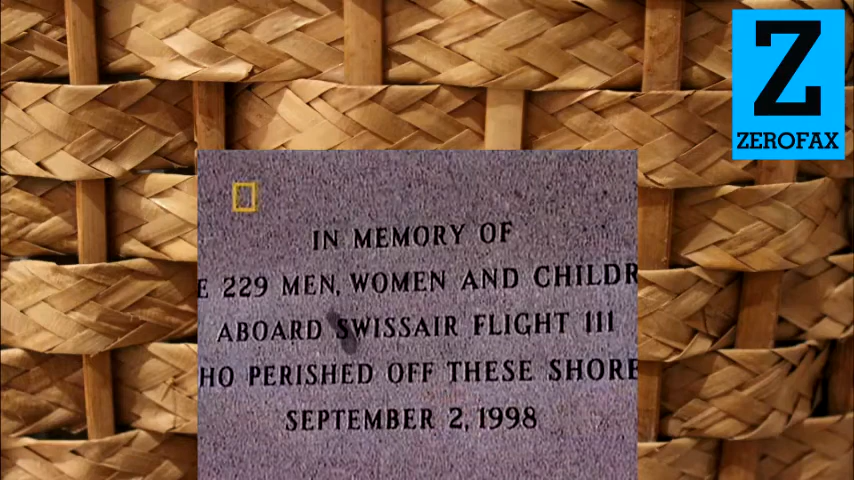 Z
ZEROFAX
IN MEMORY OF
E 229 MEN, WOMEN AND CHILDR
ABOARD SWISSAIR FLIGHT 111
HO PERISHED OFF THESE SHORE
SEPTEMBER 2, 1998